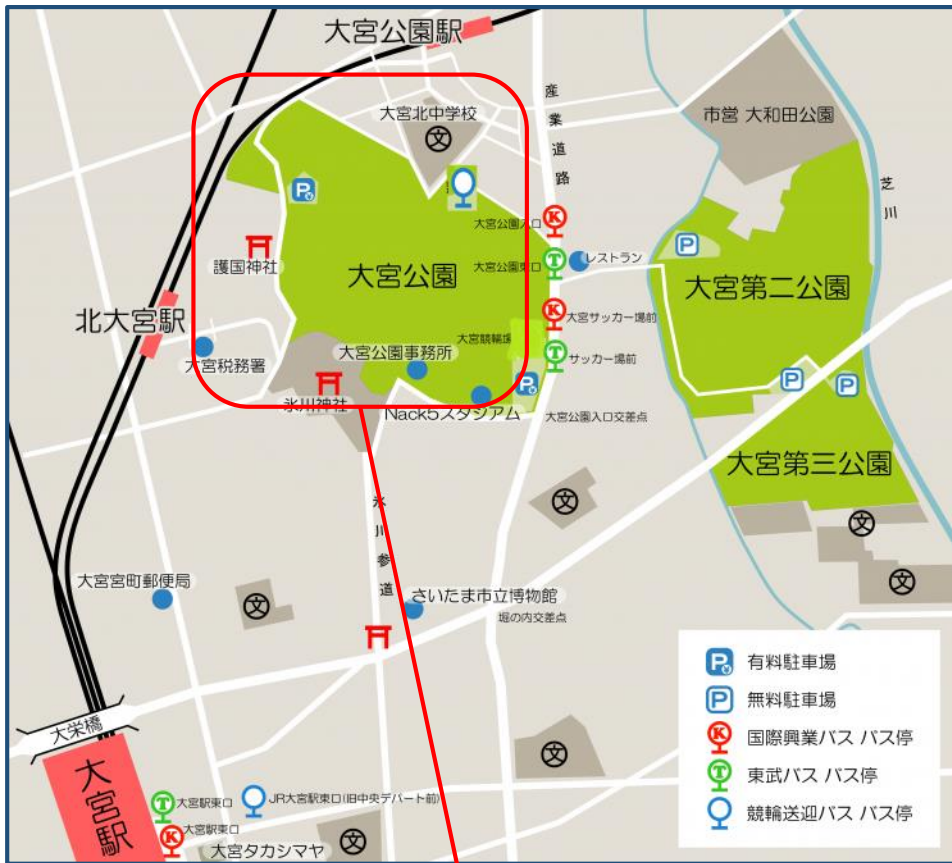 大宮公園駅
大宮北中学校
文
産業道路
市営 大和田公園
芝川
P
大宮公園入口
K
大宮公園東口
T
レストラン
P
護国神社
大宮公園
大宮第二公園
北大宮駅
K
大宮サッカー場前
大宮競輪場
大宮税務署
大宮公園事務所
T
サッカー場前
P
P
P
氷川神社
Nack5スタジアム
大宮公園入口交差点
大宮第三公園
文
文
氷川参道
大宮宮町郵便局
文
文
さいたま市立博物館
堀の内交差点
大栄橋
大宮駅
文
T
大宮駅東口
JR大宮駅東口(旧中央デパート前)
K
大宮駅東口
文
大宮タカシマヤ
P 有料駐車場
P 無料駐車場
K 国際興業バス バス停
T 東武バス バス停
競輪送迎バス バス停